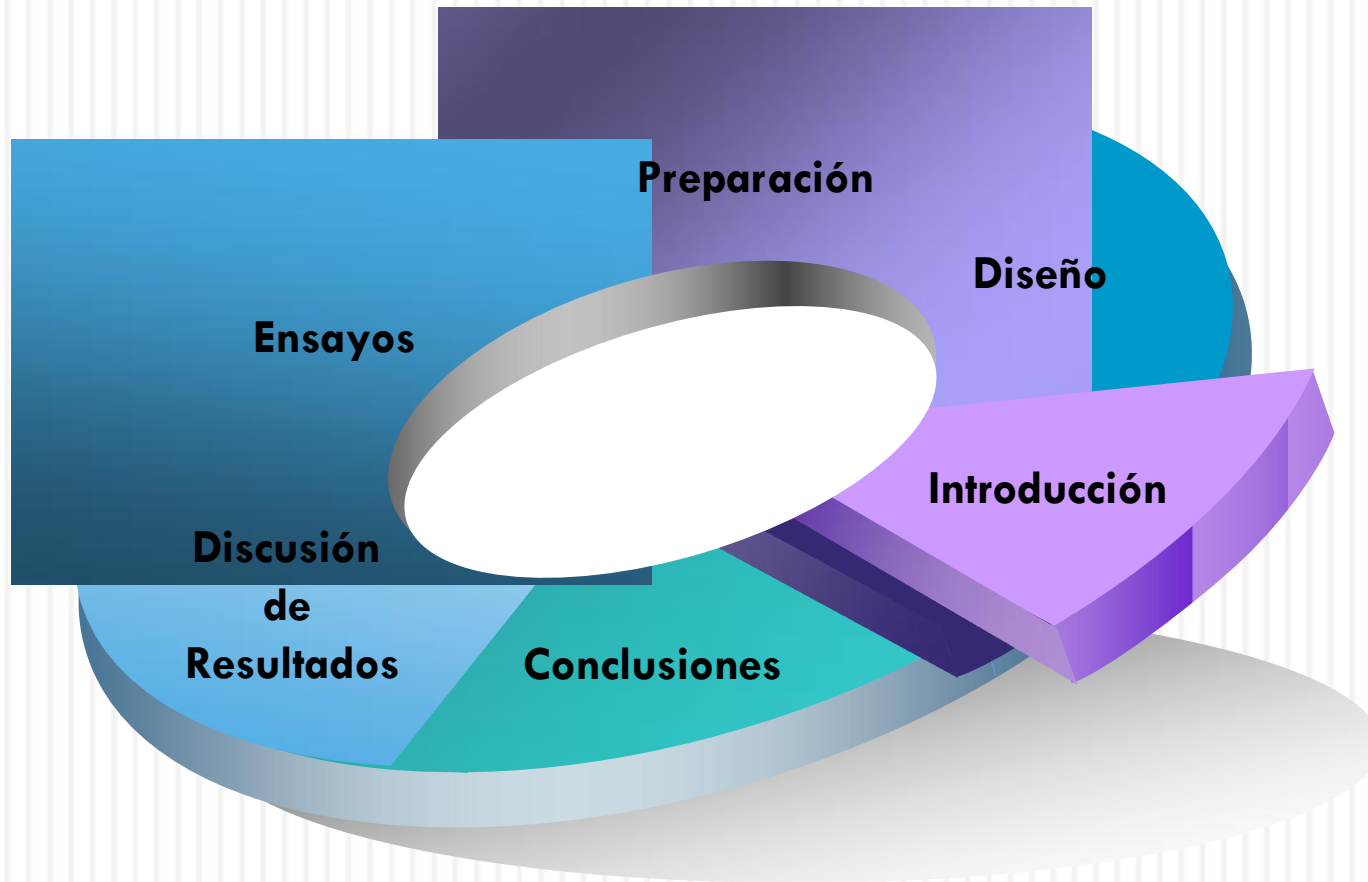 Preparación
Diseño
Ensayos
Introducción
Discusión
de
Resultados
Conclusiones